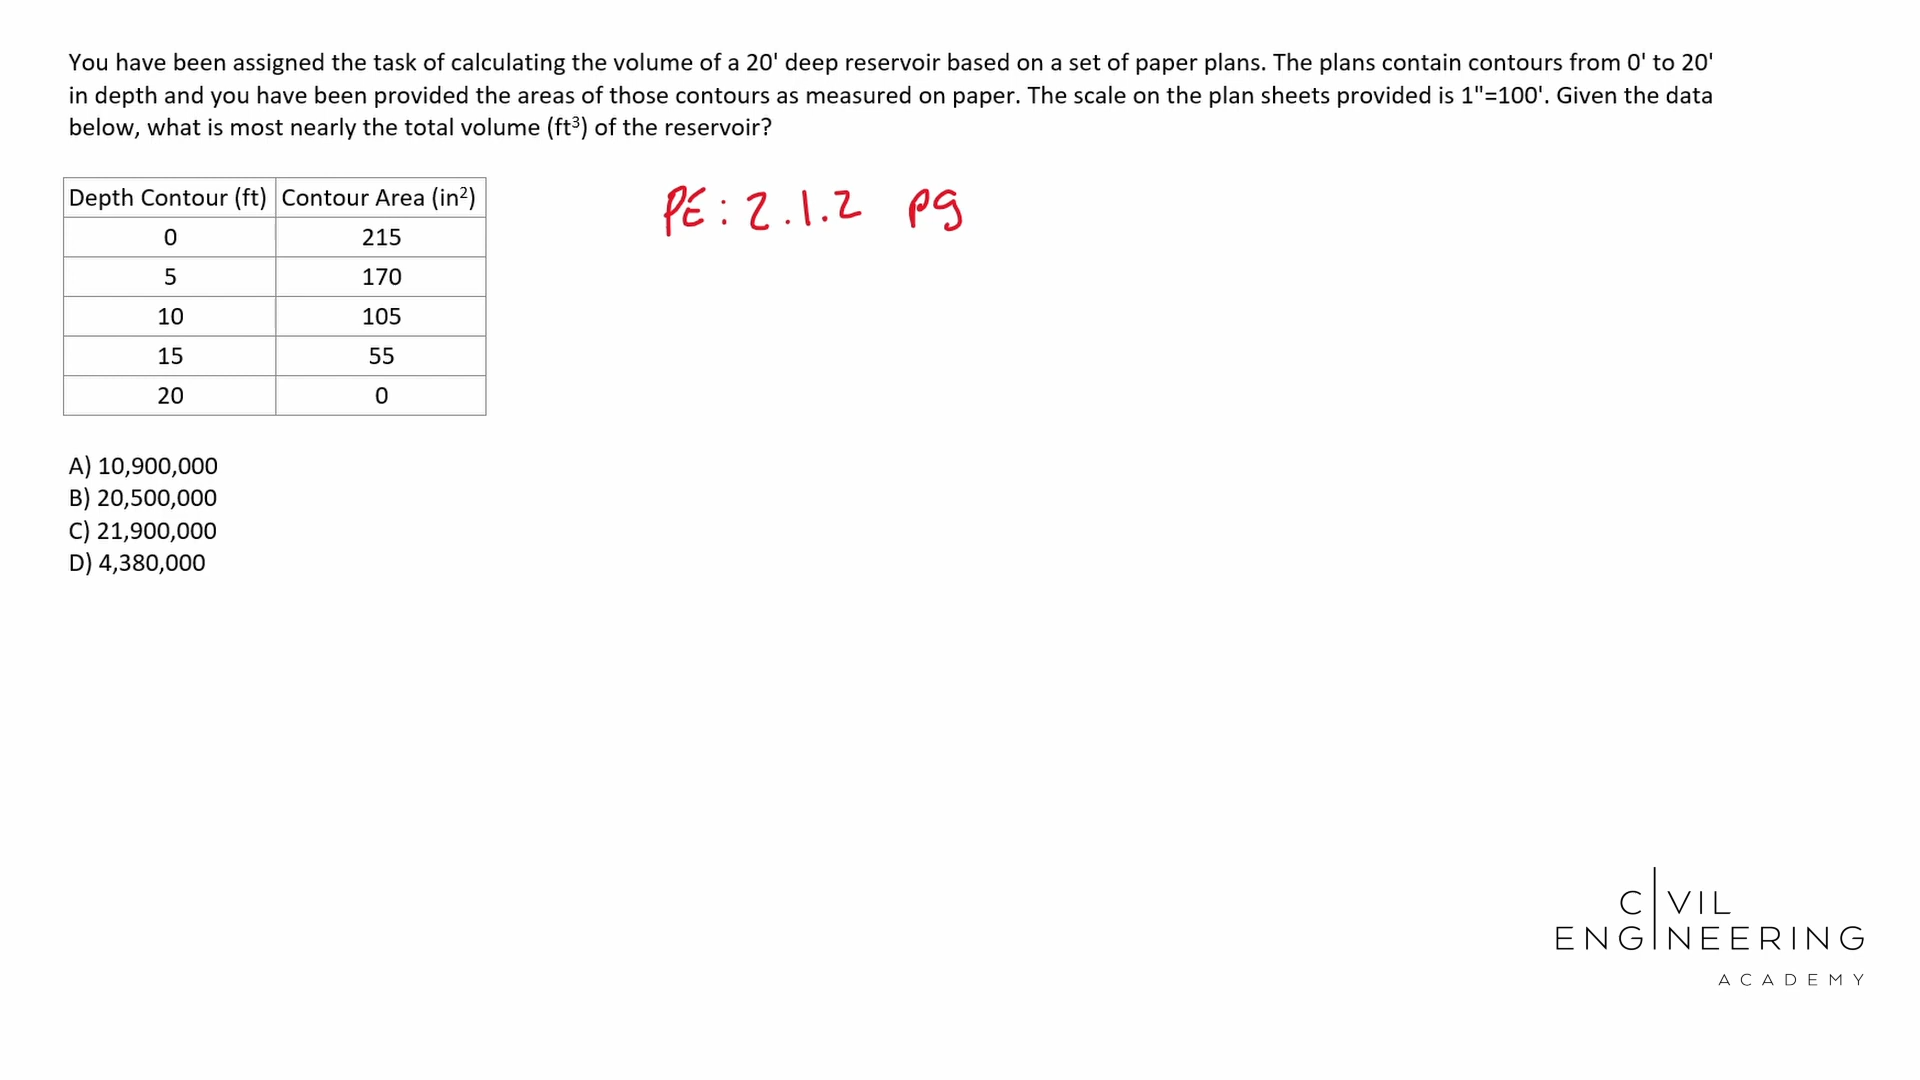 You have been assigned the task of calculating the volume of a 20' deep reservoir based on a set of paper plans. The plans contain contours from 0' to 20'
in depth and you have been provided the areas of those contours as measured on paper. The scale on the plan sheets provided is 1"=100'. Given the data
below, what is most nearly the total volume (ft³) of the reservoir?
Depth Contour (ft) Contour Area (in²)
0 215
5 170
10 105
15 55
20 0
PE: 2.1.2 pg
A) 10,900,000
B) 20,500,000
C) 21,900,000
D) 4,380,000
CIVIL
ENGINEERING
ACADEMY